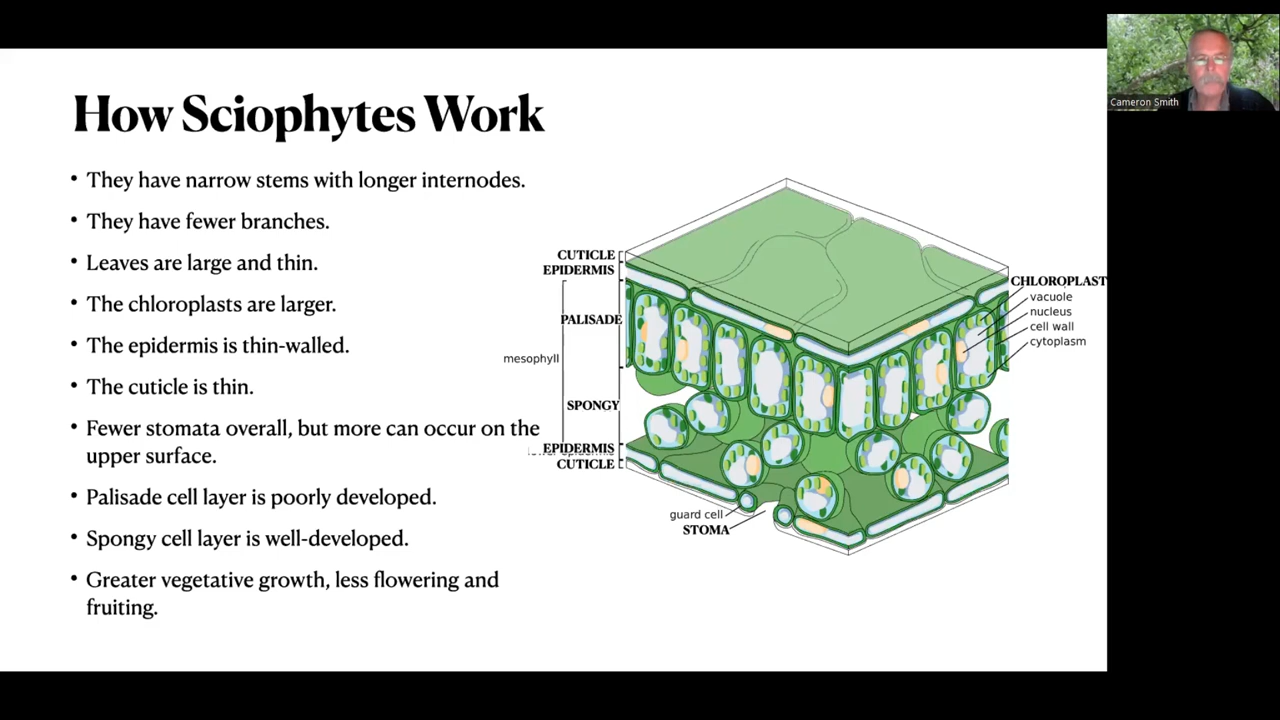 How Sciophytes Work
• They have narrow stems with longer internodes.
• They have fewer branches.
• Leaves are large and thin.
• The chloroplasts are larger.
• The epidermis is thin-walled.
• The cuticle is thin.
• Fewer stomata overall, but more can occur on the
upper surface.
• Palisade cell layer is poorly developed.
• Spongy cell layer is well-developed.
• Greater vegetative growth, less flowering and
fruiting.
CUTICLE
EPIDERMIS
PALISADE
mesophyll
SPONGY
EPIDERMIS
CUTICLE
guard cell
STOMA
CHLOROPLAST
vacuole
nucleus
cell wall
cytoplasm
Cameron Smith